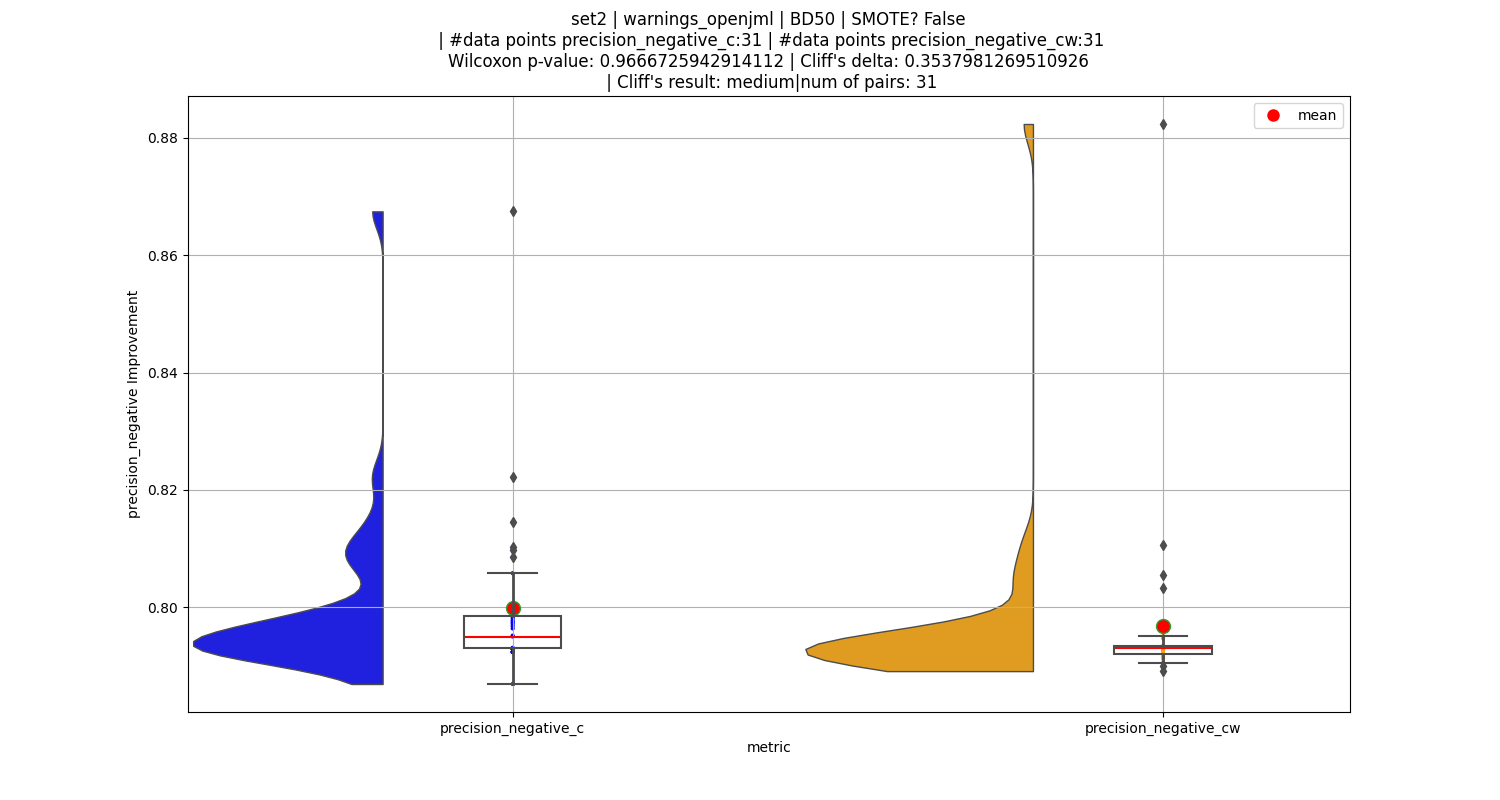 set2 | warnings_openjml | BD50 | SMOTE? False
| #data points precision_negative_c:31 | #data points precision_negative_cw:31
Wilcoxon p-value: 0.9666725942914112 | Cliff's delta: 0.3537981269510926
| Cliff's result: medium|num of pairs: 31
mean
0.88
0.86
0.84
0.82
0.80
precision_negative Improvement
precision_negative_c
precision_negative_cw
metric